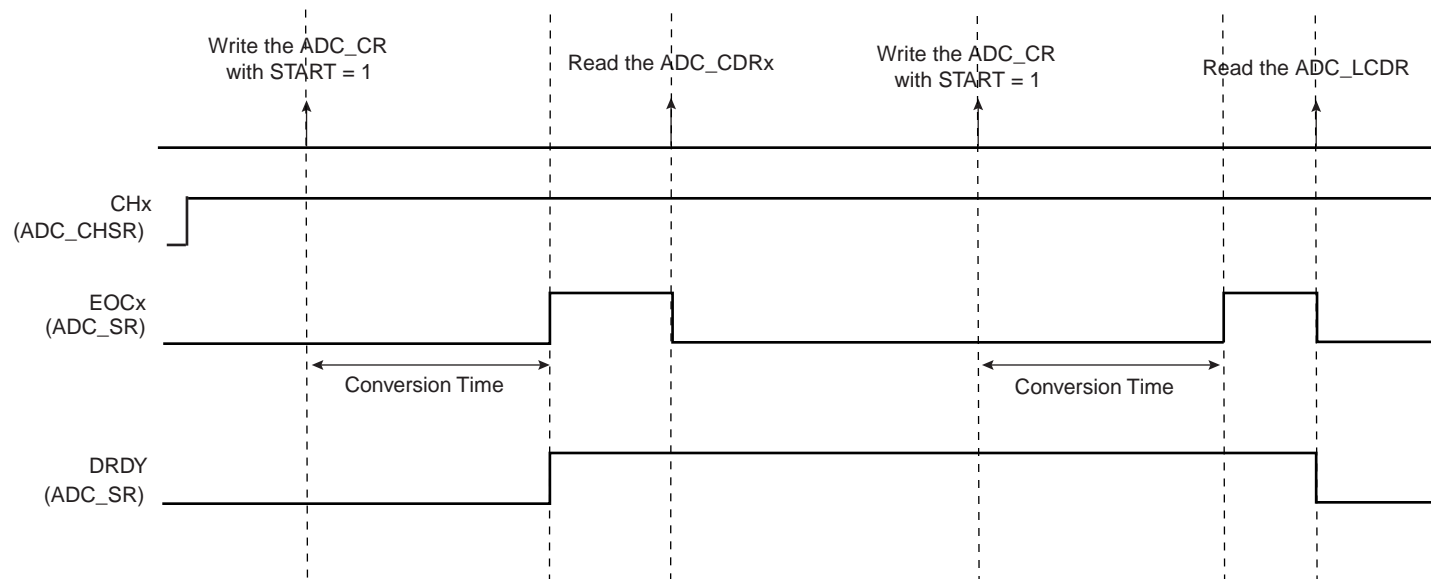 Write the ADC_CR
with START = 1
Read the ADC_CDRx
Write the ADC_CR
with START = 1
Read the ADC_LCDR
CHx
(ADC_CHSR)
EOCx
(ADC_SR)
Conversion Time
Conversion Time
DRDY
(ADC_SR)